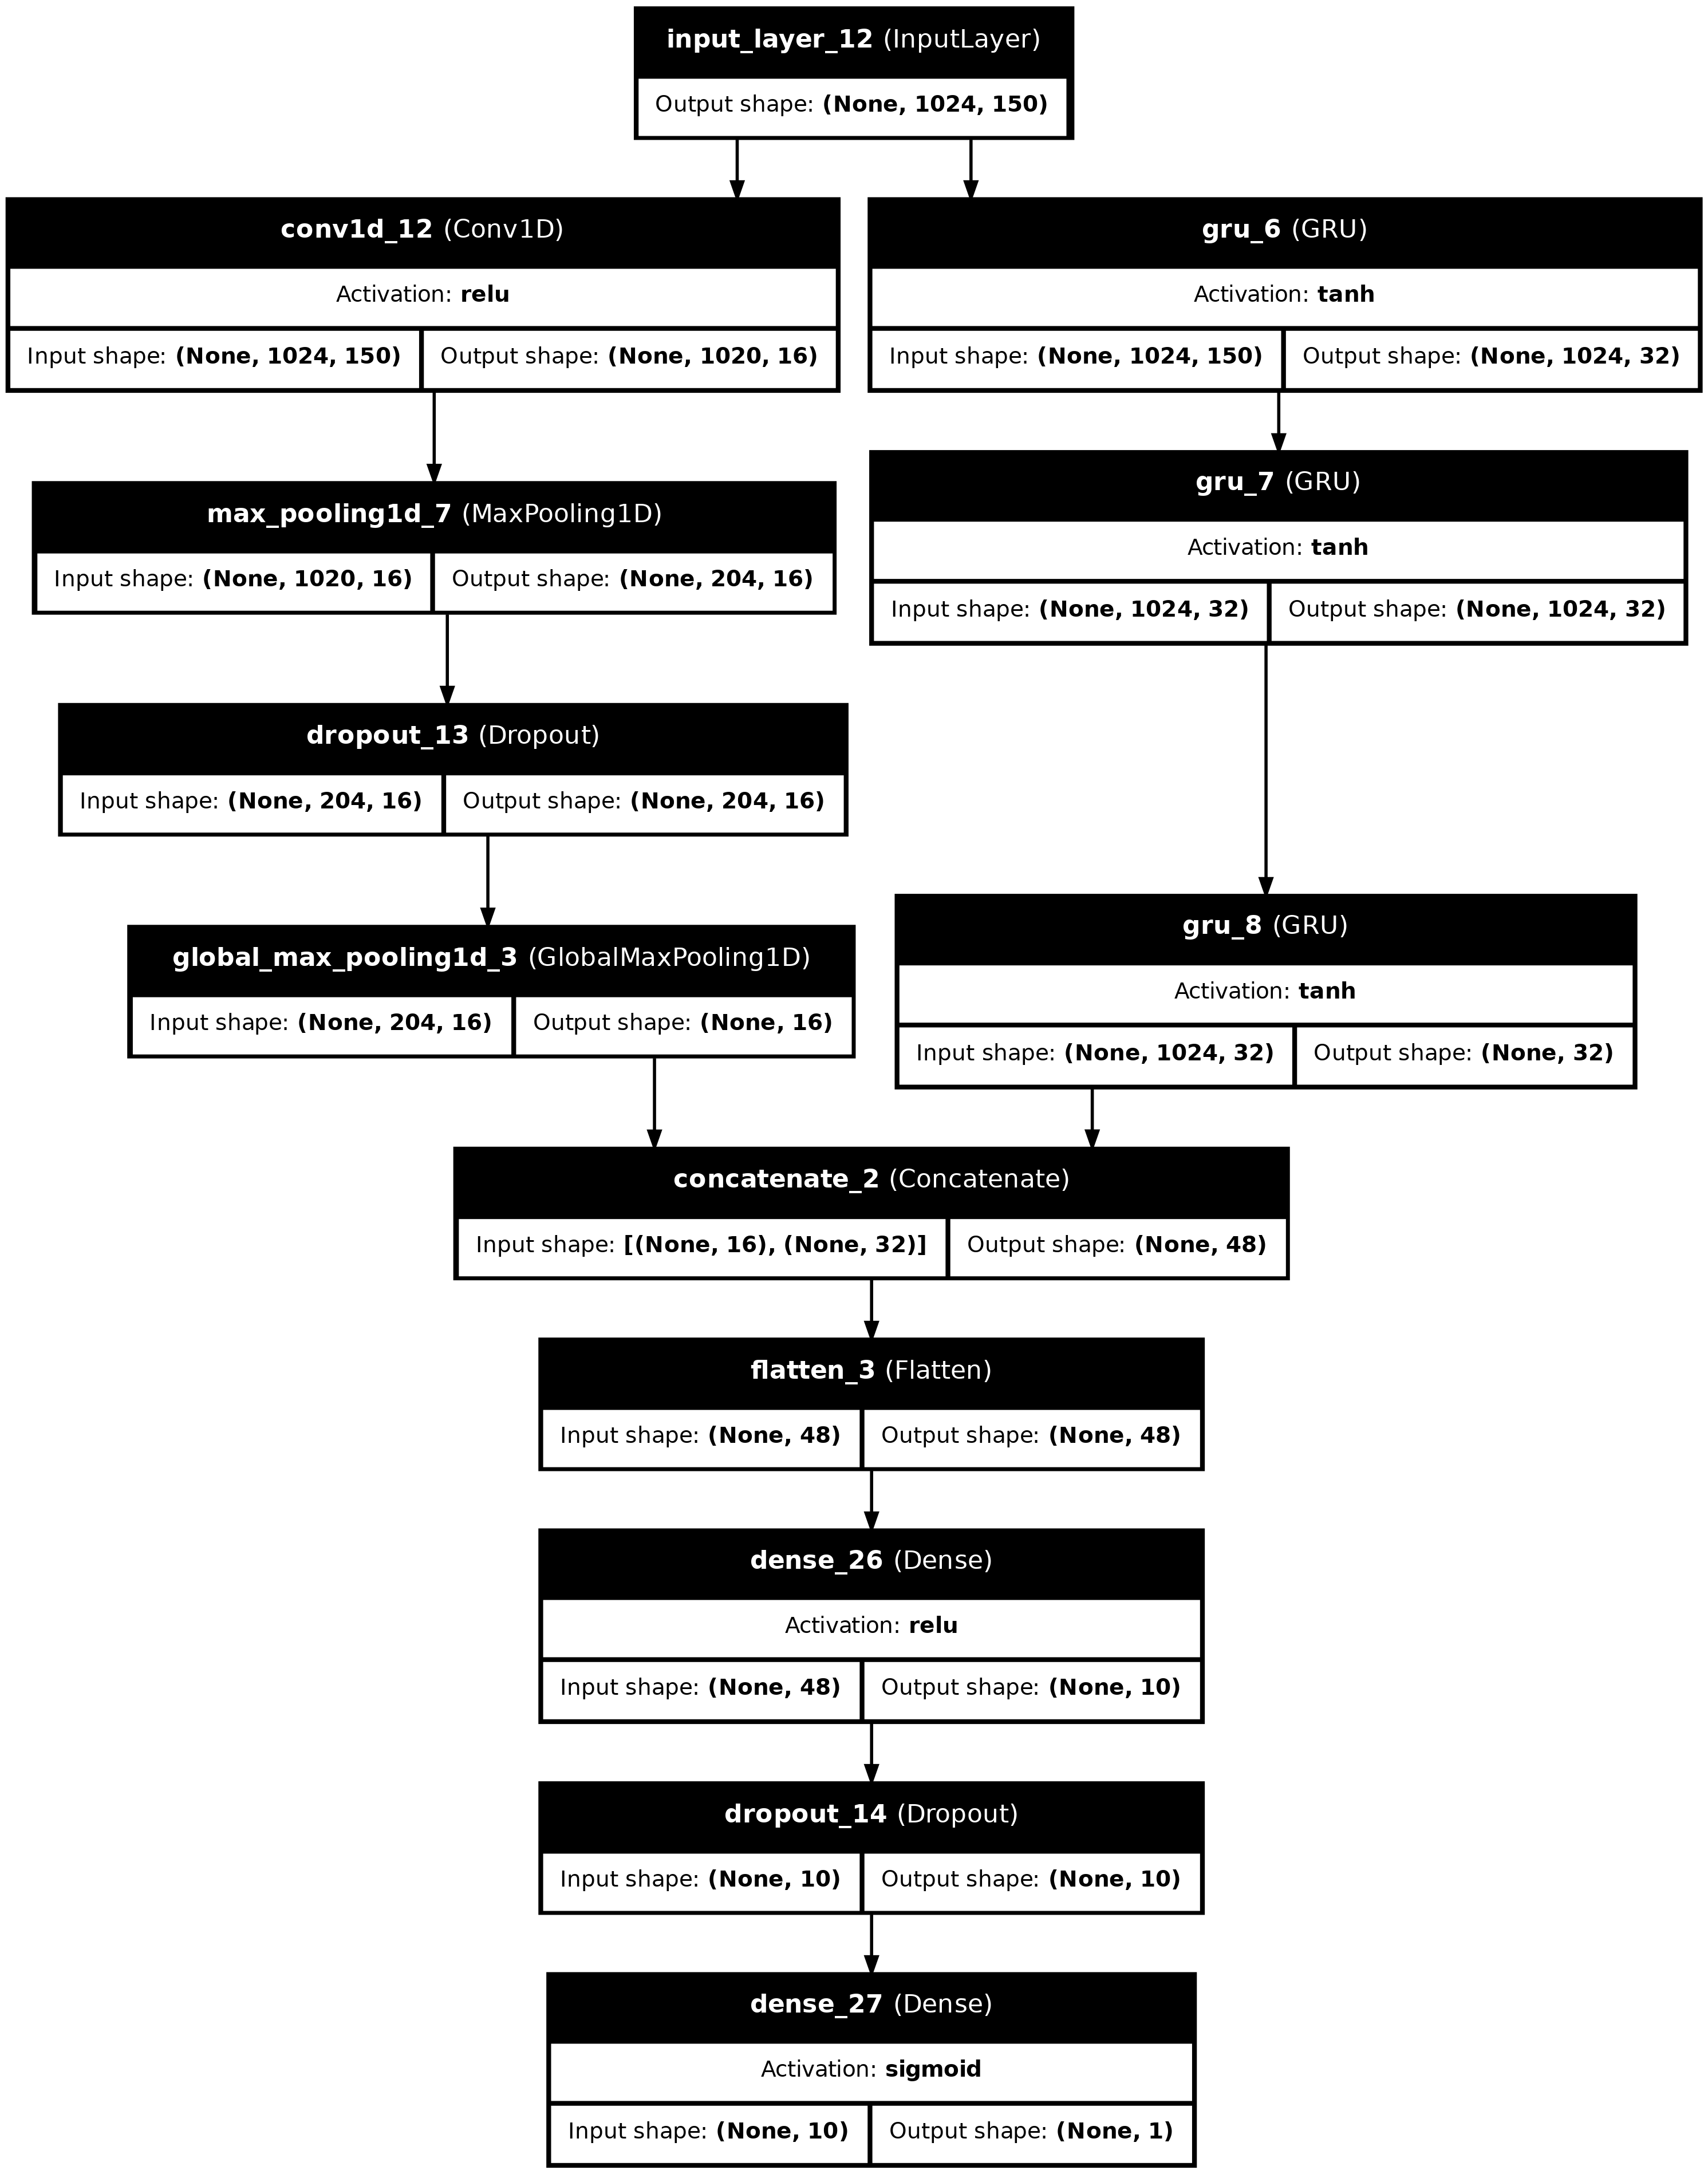 input_layer_12 (InputLayer)
Output shape: (None, 1024, 150)
conv1d_12 (Conv1D)
Activation: relu
Input shape: (None, 1024, 150) Output shape: (None, 1020, 16)
gru_6 (GRU)
Activation: tanh
Input shape: (None, 1024, 150) Output shape: (None, 1024, 32)
max_pooling1d_7 (MaxPooling1D)
Input shape: (None, 1020, 16) Output shape: (None, 204, 16)
gru_7 (GRU)
Activation: tanh
Input shape: (None, 1024, 32) Output shape: (None, 1024, 32)
dropout_13 (Dropout)
Input shape: (None, 204, 16) Output shape: (None, 204, 16)
global_max_pooling1d_3 (GlobalMaxPooling1D)
Input shape: (None, 204, 16) Output shape: (None, 16)
gru_8 (GRU)
Activation: tanh
Input shape: (None, 1024, 32) Output shape: (None, 32)
concatenate_2 (Concatenate)
Input shape: [(None, 16), (None, 32)] Output shape: (None, 48)
flatten_3 (Flatten)
Input shape: (None, 48) Output shape: (None, 48)
dense_26 (Dense)
Activation: relu
Input shape: (None, 48) Output shape: (None, 10)
dropout_14 (Dropout)
Input shape: (None, 10) Output shape: (None, 10)
dense_27 (Dense)
Activation: sigmoid
Input shape: (None, 10) Output shape: (None, 1)